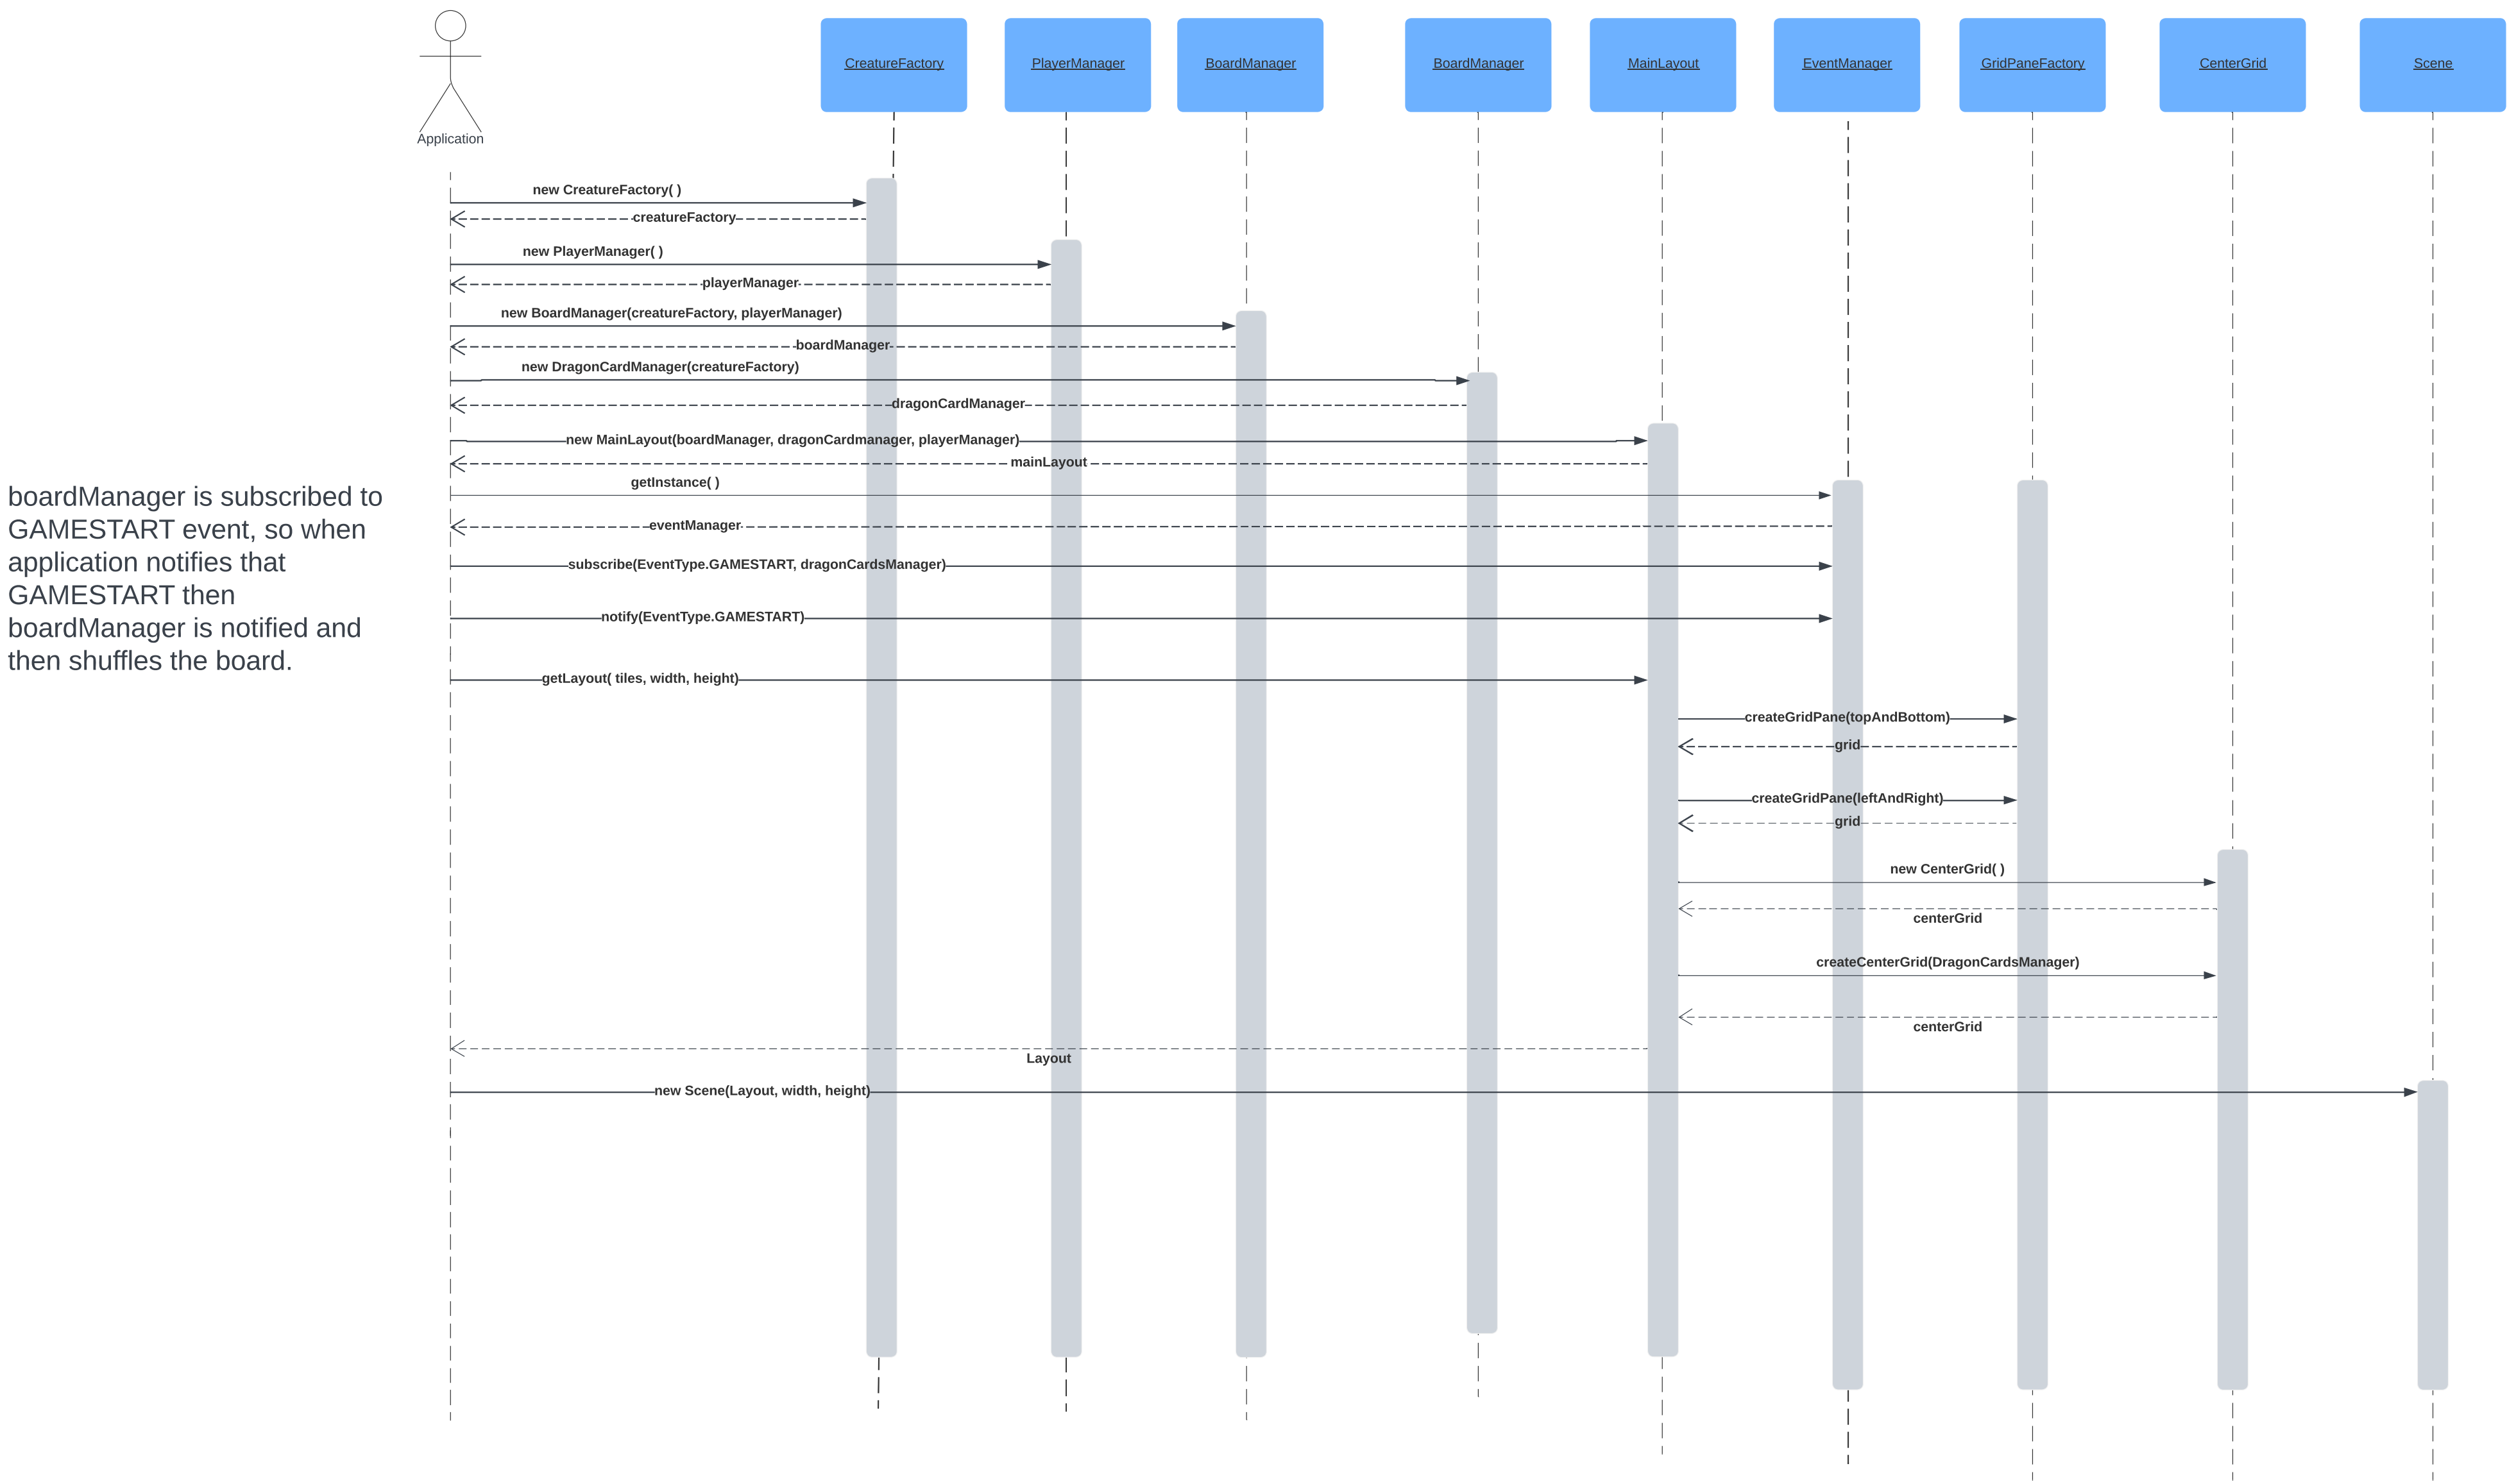 CreatureFactory
PlayerManager
BoardManager
BoardManager
MainLayout
EventManager
GridPaneFactory
CenterGrid
Scene
Application
new CreatureFactory( )
creatureFactory
new PlayerManager( )
playerManager
new BoardManager(creatureFactory, playerManager)
boardManager
new DragonCardManager(creatureFactory)
dragonCardManager
new MainLayout(boardManager, dragonCardmanager, playerManager)
mainLayout
getInstance( )
eventManager
subscribe(EventType.GAMESTART, dragonCardsManager)
notify(EventType.GAMESTART)
boardManager is subscribed to
GAMESTART event, so when
application notifies that
GAMESTART then
boardManager is notified and
then shuffles the board.
getLayout( tiles, width, height)
createGridPane(topAndBottom)
grid
createGridPane(leftAndRight)
grid
new CenterGrid( )
centerGrid
createCenterGrid(DragonCardsManager)
centerGrid
Layout
new Scene(Layout, width, height)